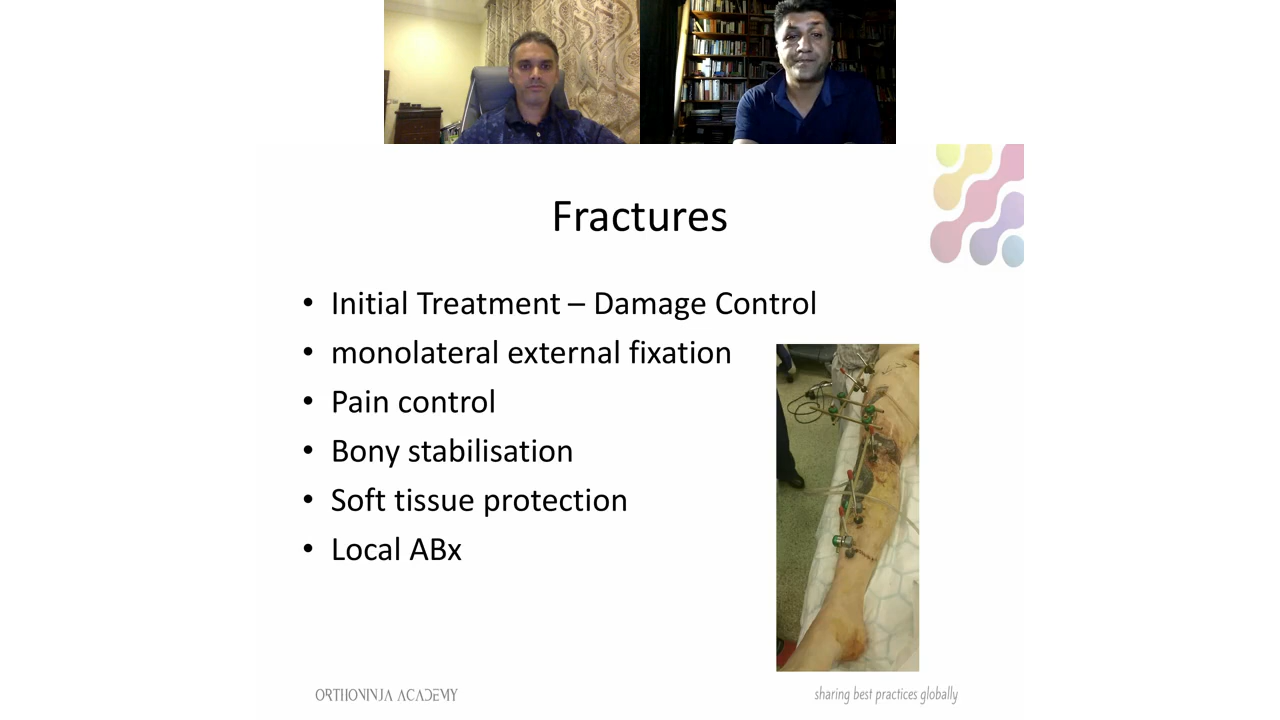 Fractures
• Initial Treatment – Damage Control
• monolateral external fixation
• Pain control
• Bony stabilisation
• Soft tissue protection
• Local ABx
ORTHONINJA ACADEMY
sharing best practices globally